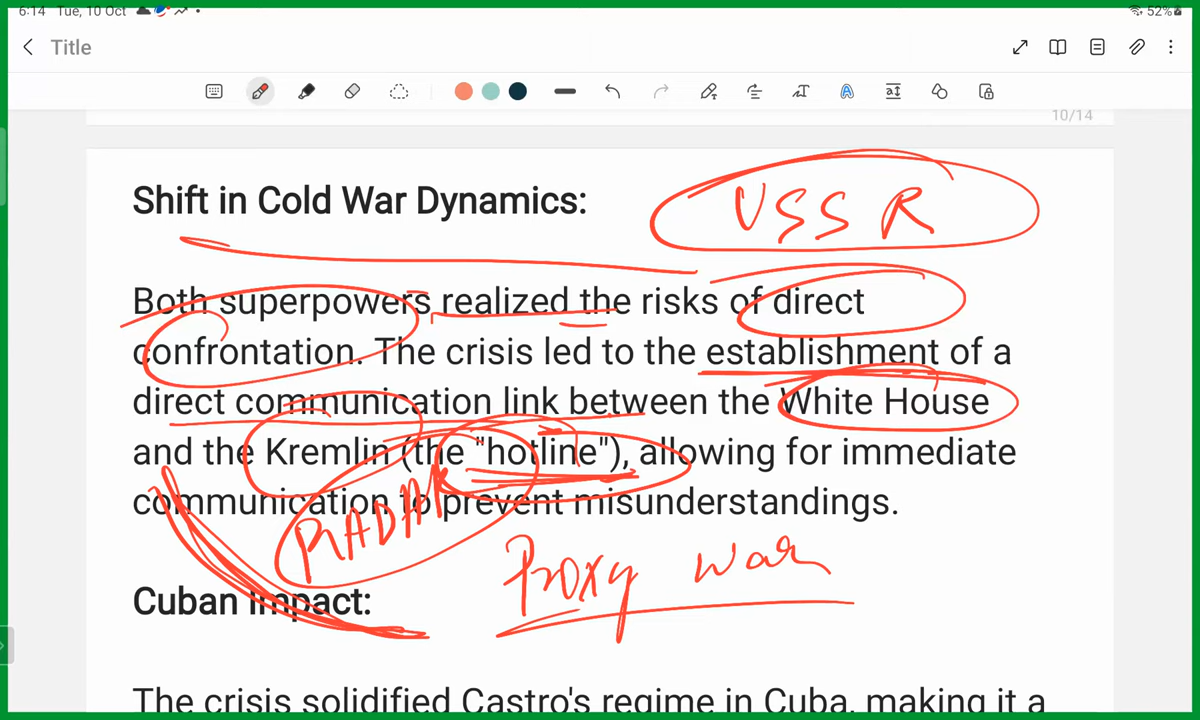 6:14 Tue, 10 Oct
52%
Title
10/14
Shift in Cold War Dynamics:
USSR
Both superpowers realized the risks of direct
confrontation. The crisis led to the establishment of a
direct communication link between the White House
and the Kremlin (the "hotline"), allowing for immediate
communication to prevent misunderstandings.
RADAR
Proxy war
Cuban Impact:
The crisis solidified Castro's regime in Cuba, making it a